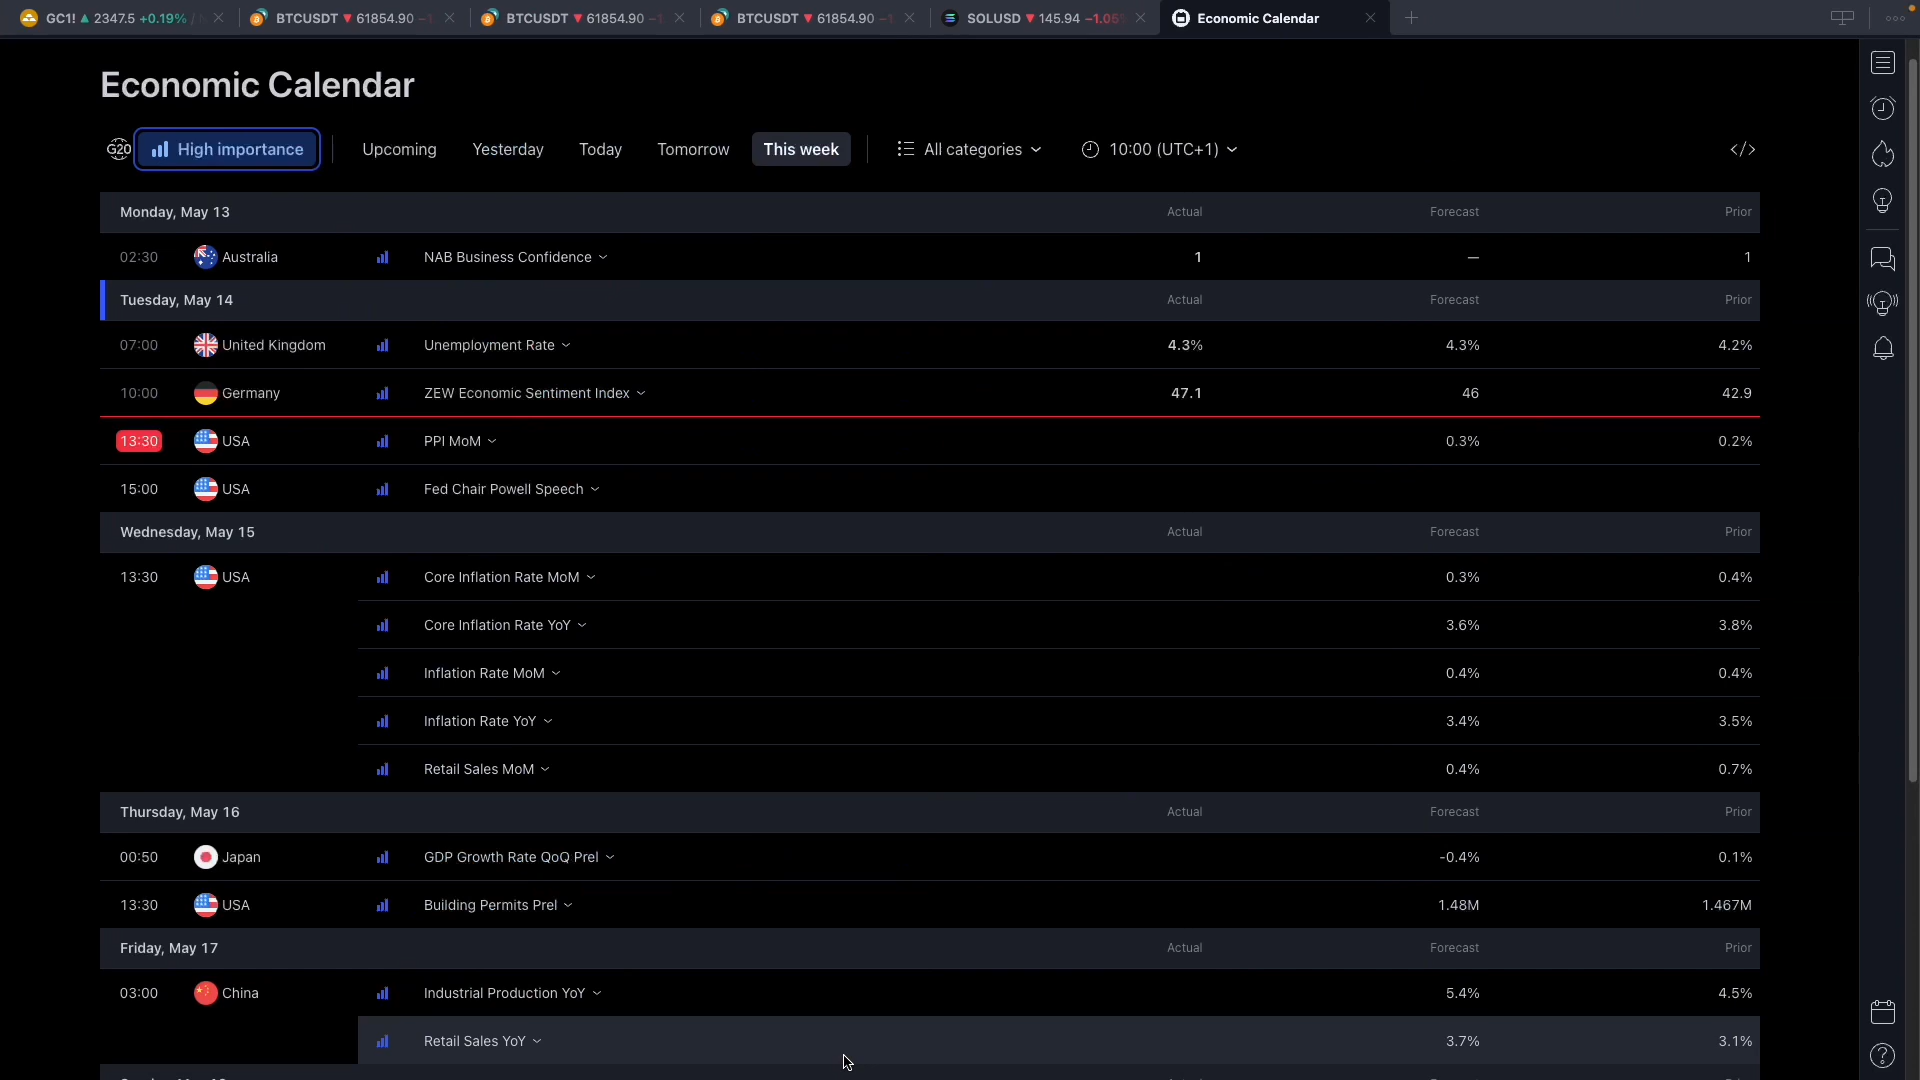 GC1! ▲ 2347.5 +0.19% /
BTCUSDT ▼ 61854.90 −1
BTCUSDT ▼ 61854.90 −1
BTCUSDT ▼ 61854.90 −1
SOLUSD ▼ 145.94 −1.05
Economic Calendar
Economic Calendar
G20 High importance Upcoming Yesterday Today Tomorrow This week All categories 10:00 (UTC+1) </>
Monday, May 13 Actual Forecast Prior
02:30 Australia NAB Business Confidence 1 — 1
Tuesday, May 14 Actual Forecast Prior
07:00 United Kingdom Unemployment Rate 4.3% 4.3% 4.2%
10:00 Germany ZEW Economic Sentiment Index 47.1 46 42.9
13:30 USA PPI MoM 0.3% 0.2%
15:00 USA Fed Chair Powell Speech
Wednesday, May 15 Actual Forecast Prior
13:30 USA Core Inflation Rate MoM 0.3% 0.4%
Core Inflation Rate YoY 3.6% 3.8%
Inflation Rate MoM 0.4% 0.4%
Inflation Rate YoY 3.4% 3.5%
Retail Sales MoM 0.4% 0.7%
Thursday, May 16 Actual Forecast Prior
00:50 Japan GDP Growth Rate QoQ Prel -0.4% 0.1%
13:30 USA Building Permits Prel 1.48M 1.467M
Friday, May 17 Actual Forecast Prior
03:00 China Industrial Production YoY 5.4% 4.5%
Retail Sales YoY 3.7% 3.1%